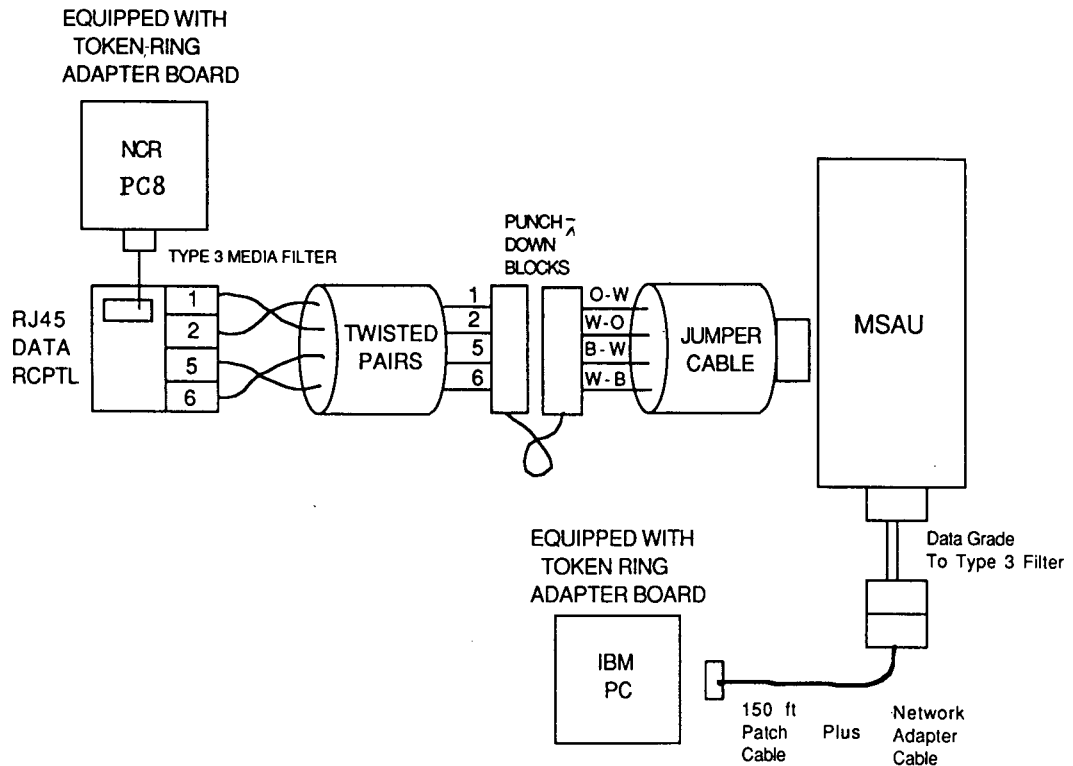 EQUIPPED WITH
TOKEN-RING
ADAPTER BOARD
NCR
PC8
TYPE 3 MEDIA FILTER
RJ45
DATA
RCPTL
1
2
5
6
TWISTED
PAIRS
1
2
5
6
PUNCH-
DOWN
BLOCKS
O-W
W-O
B-W
W-B
JUMPER
CABLE
MSAU
Data Grade
To Type 3 Filter
EQUIPPED WITH
TOKEN RING
ADAPTER BOARD
IBM
PC
150 ft
Patch Plus
Cable
Network
Adapter
Cable